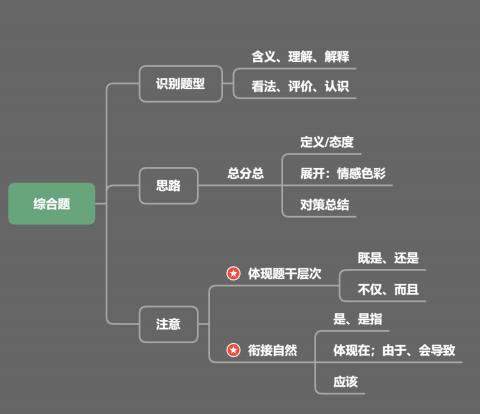 综合题
识别题型
含义、理解、解释
看法、评价、认识
思路
总分总
定义/态度
展开：情感色彩
对策总结
注意
体现题干层次
既是、还是
不仅、而且
衔接自然
是、是指
体现在；由于、会导致
应该